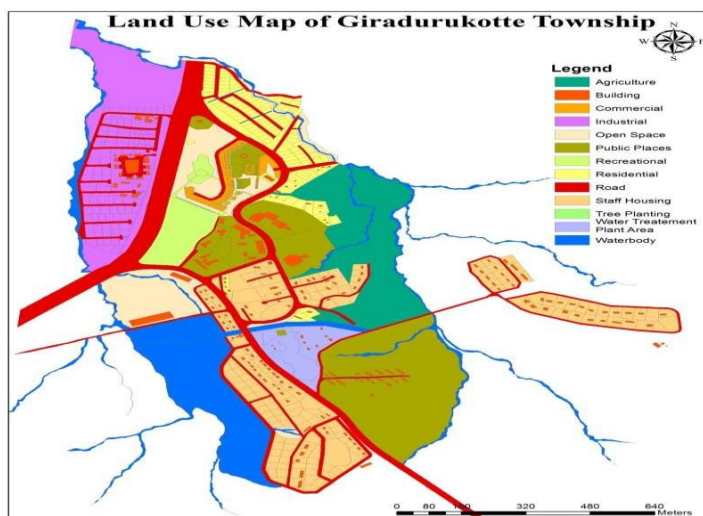 Land Use Map of Giradurukotte Township
N
W E
S
Legend
Agriculture
Building
Commercial
Industrial
Open Space
Public Places
Recreational
Residential
Road
Staff Housing
Tree Planting
Water Treatement
Plant Area
Waterbody
0 80 160 320 480 640
Meters